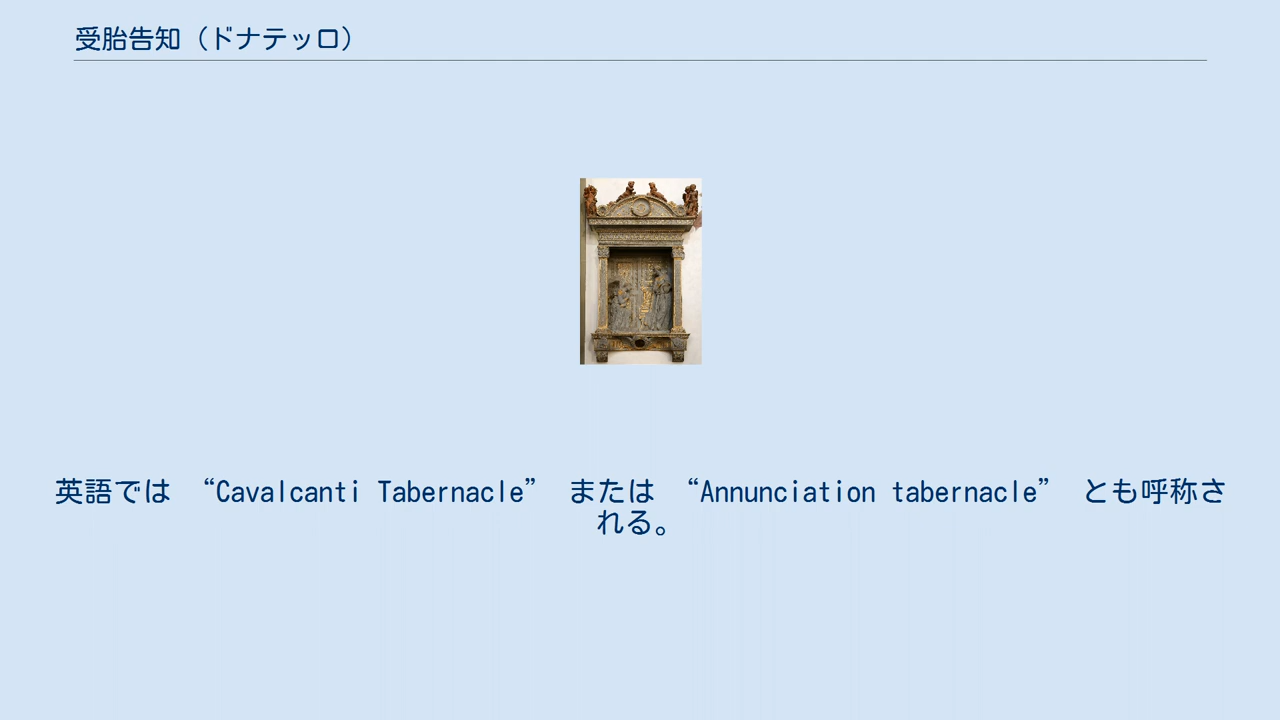 受胎告知（ドナテッロ）
英語では “Cavalcanti Tabernacle” または “Annunciation tabernacle” とも呼称さ
れる。